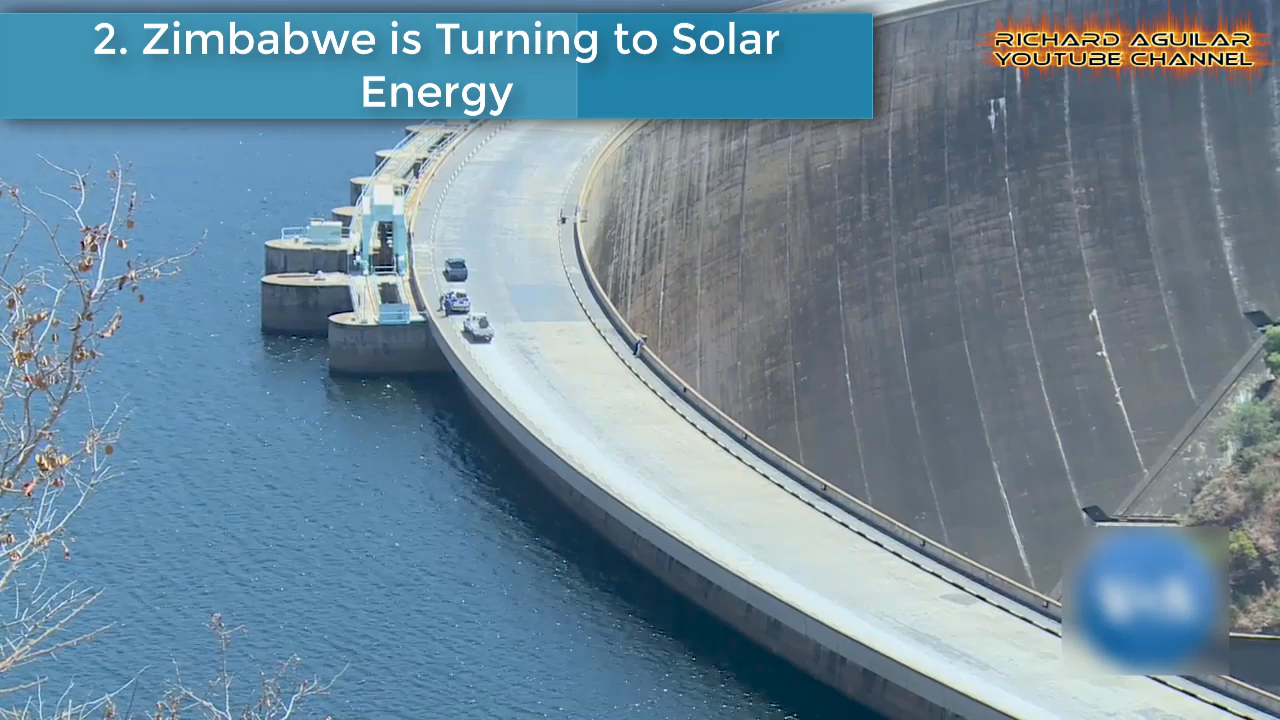 2. Zimbabwe is Turning to Solar
Energy
RICHARD AGUILAR
YOUTUBE CHANNEL